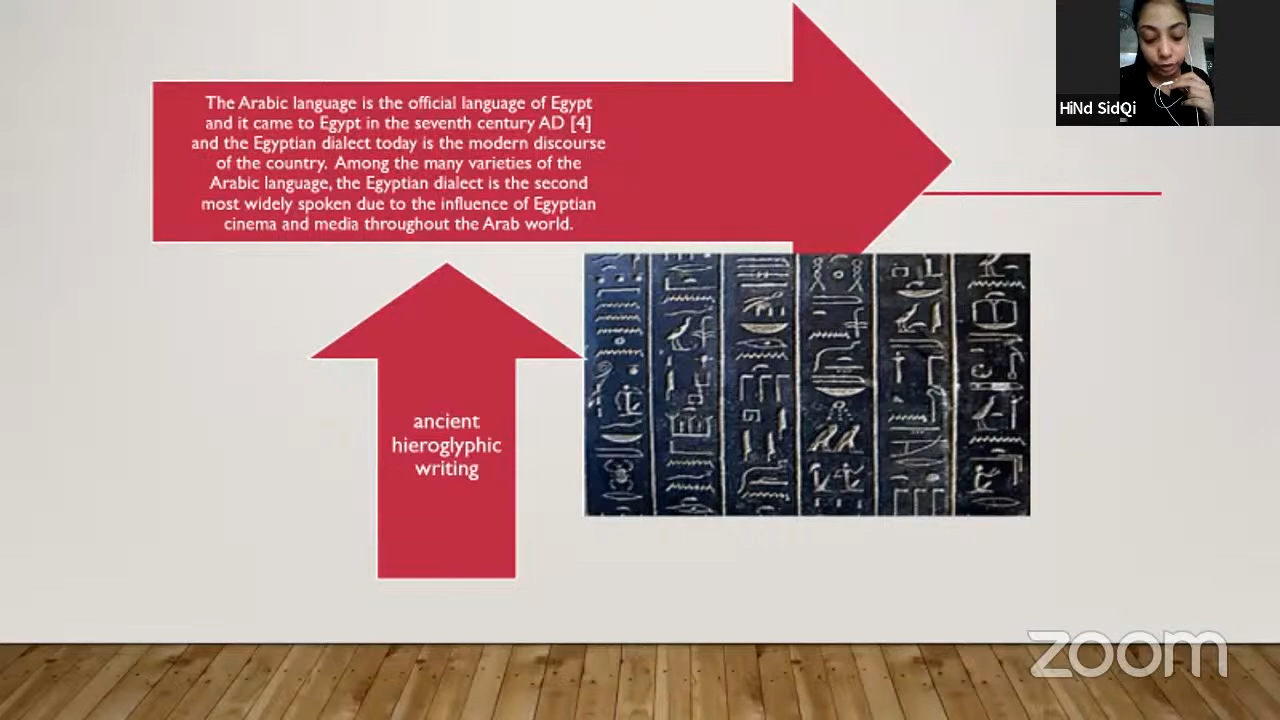 HiNd SidQi
The Arabic language is the official language of Egypt
and it came to Egypt in the seventh century AD [4]
and the Egyptian dialect today is the modern discourse
of the country. Among the many varieties of the
Arabic language, the Egyptian dialect is the second
most widely spoken due to the influence of Egyptian
cinema and media throughout the Arab world.
ancient
hieroglyphic
writing
zoom